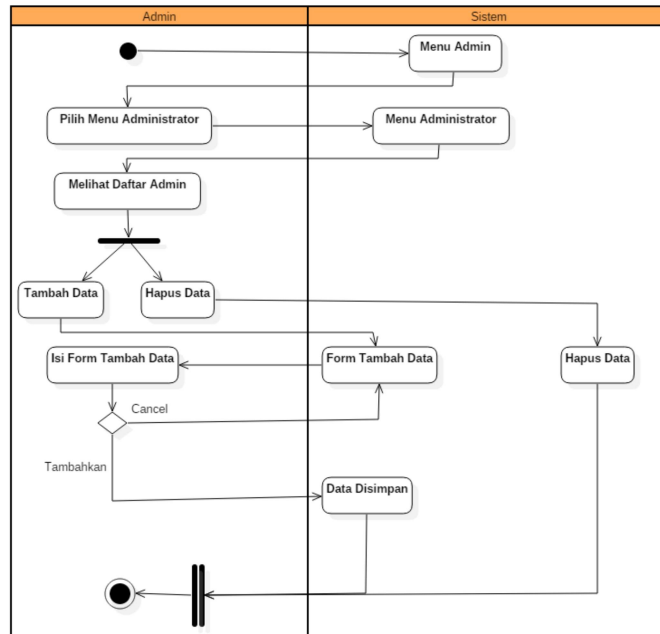 Admin
Sistem
Menu Admin
Pilih Menu Administrator
Menu Administrator
Melihat Daftar Admin
Tambah Data
Hapus Data
Isi Form Tambah Data
Form Tambah Data
Hapus Data
Cancel
Tambahkan
Data Disimpan